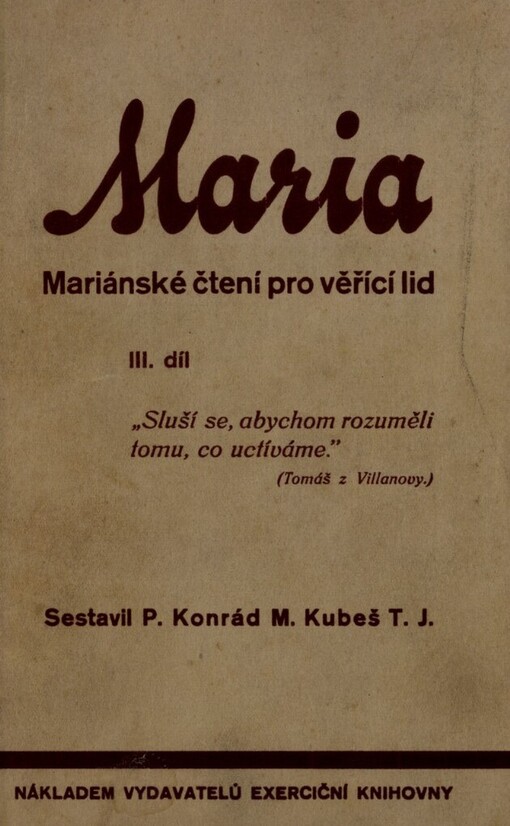 Maria
Mariánské čtení pro věřící lid
III. díl
„Sluší se, abychom rozuměli
tomu, co uctíváme.”
(Tomáš z Villanovy.)
Sestavil P. Konrád M. Kubeš T. J.
NÁKLADEM VYDAVATELŮ EXERCIČNÍ KNIHOVNY